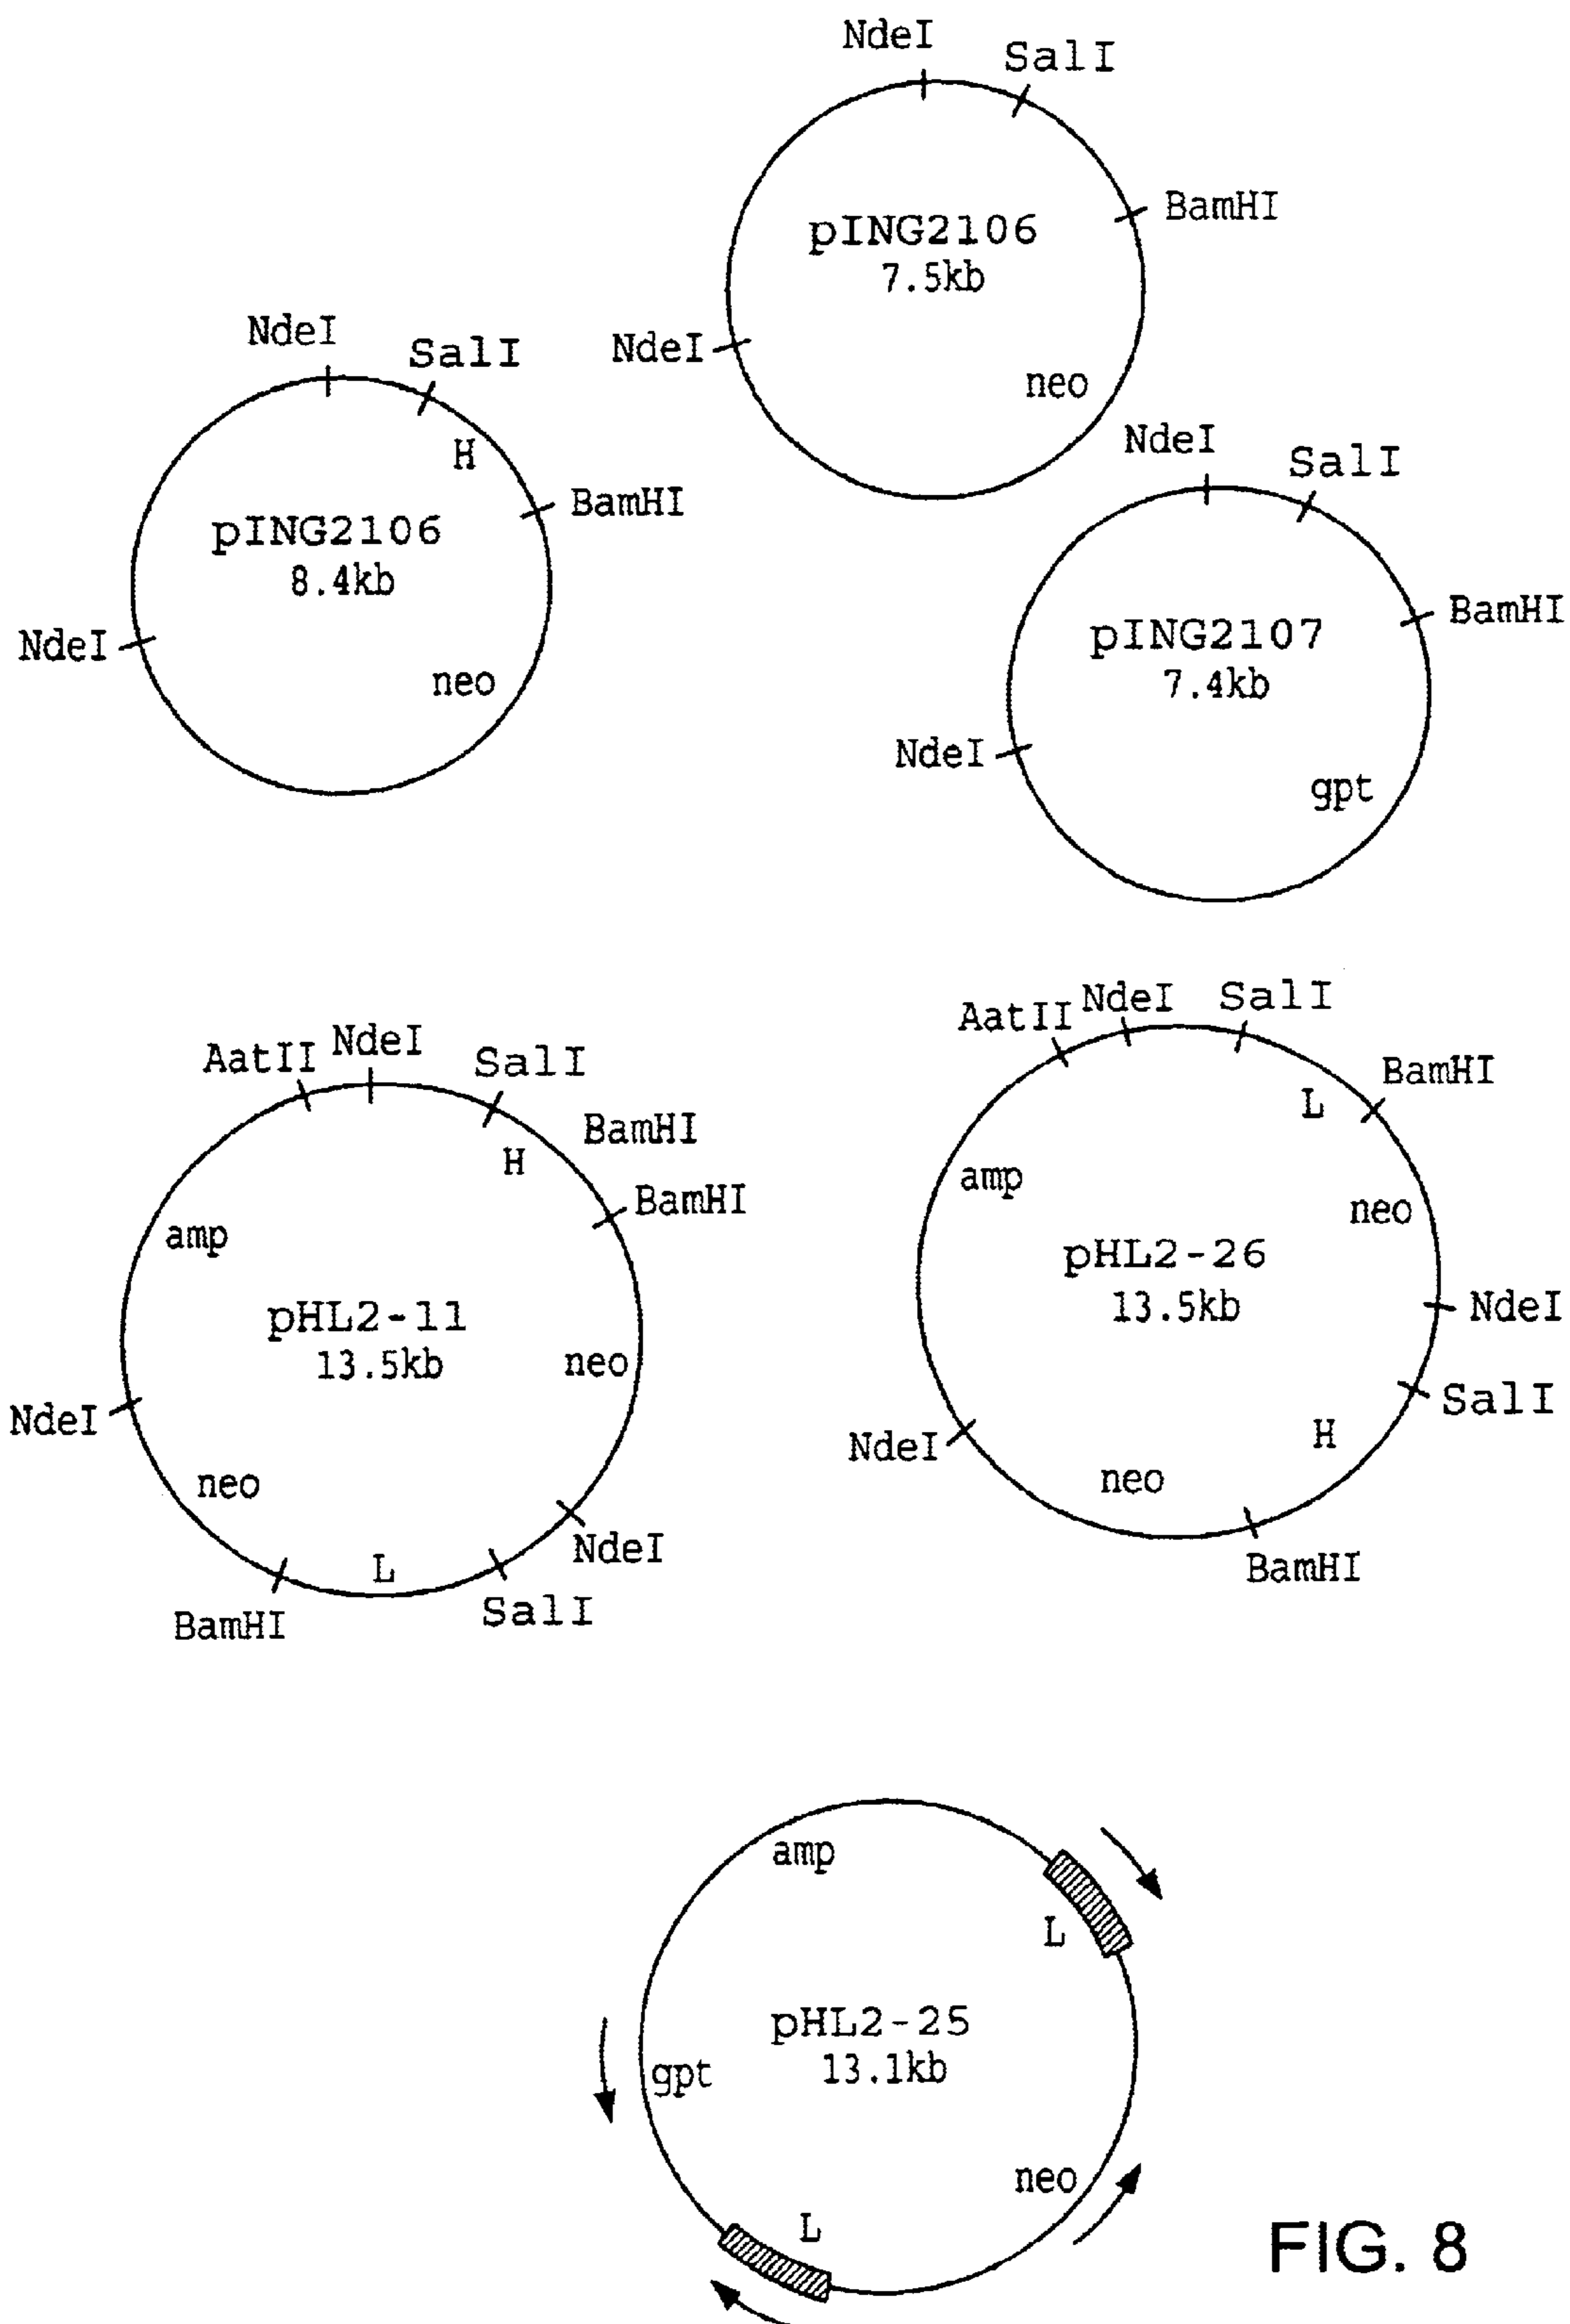 NdeI
SalI
BamHI
pING2106
7.5kb
NdeI
neo
NdeI
SalI
H
BamHI
pING2106
8.4kb
NdeI
neo
NdeI
SalI
BamHI
pING2107
7.4kb
NdeI
gpt
AatII
NdeI
SalI
BamHI
H
BamHI
amp
pHL2-11
13.5kb
neo
NdeI
neo
NdeI
L
SalI
BamHI
AatII
NdeI
SalI
BamHI
L
amp
neo
pHL2-26
13.5kb
NdeI
SalI
H
NdeI
neo
BamHI
amp
L
pHL2-25
13.1kb
gpt
neo
L
FIG. 8